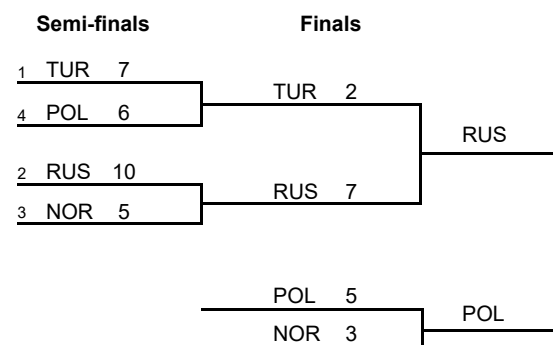 Semi-finals Finals
1 TUR 7
TUR 2
4 POL 6
RUS
2 RUS 10
RUS 7
3 NOR 5
POL 5
POL
NOR 3